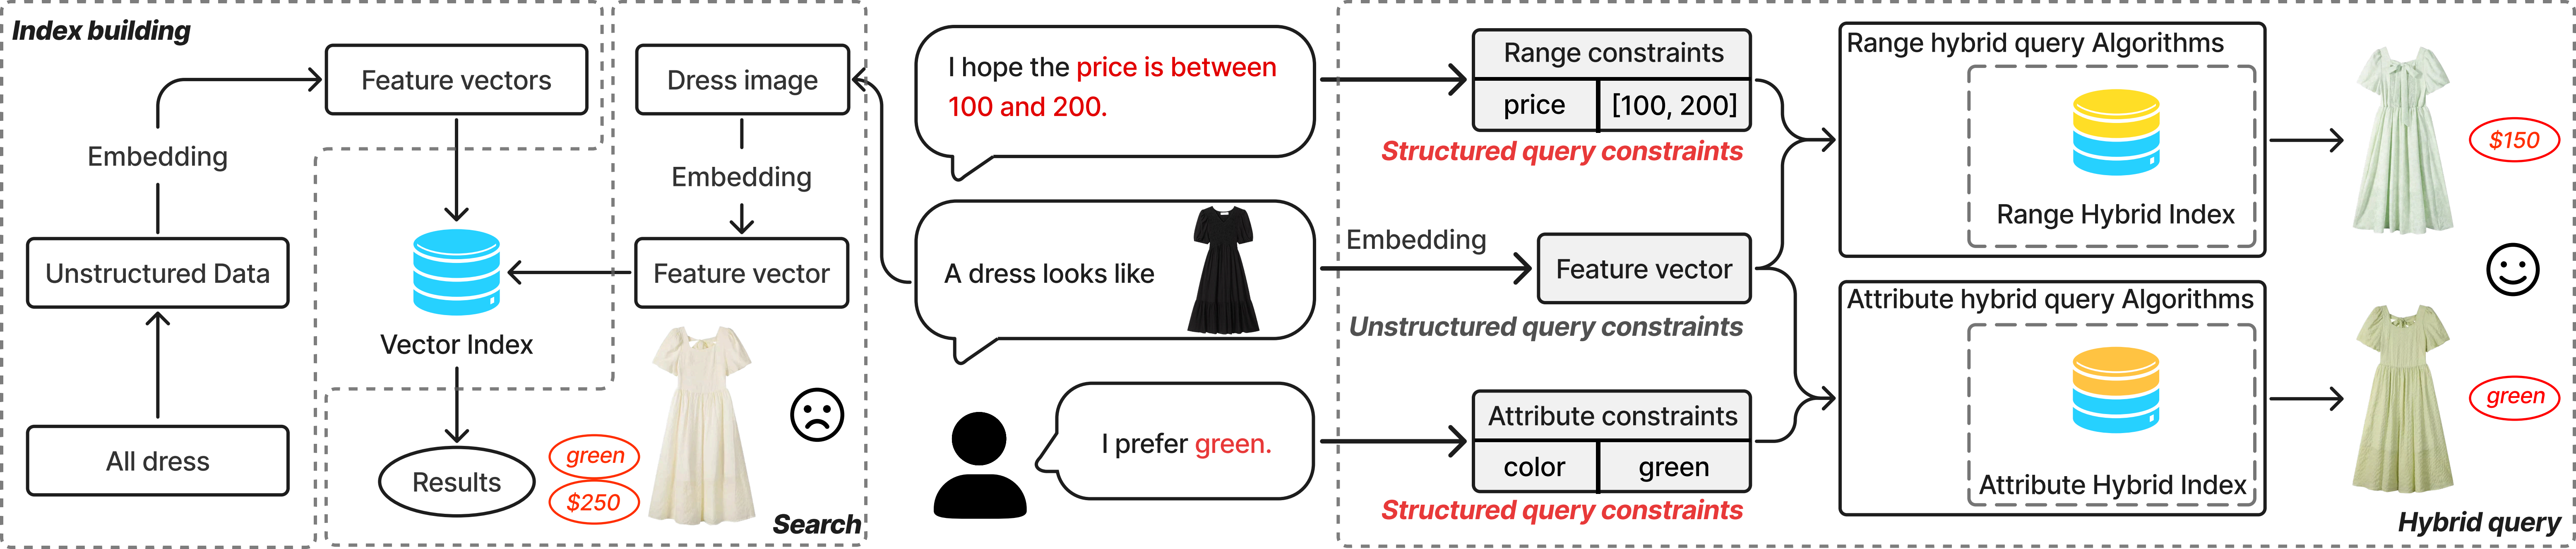 Index building
Feature vectors
Embedding
Unstructured Data
All dress
Vector Index
Results
green
$250
Dress image
Embedding
Feature vector
Search
I hope the price is between
100 and 200.
A dress looks like
I prefer green.
Range constraints
price [100, 200]
Structured query constraints
Embedding
Feature vector
Unstructured query constraints
Attribute constraints
color green
Structured query constraints
Range hybrid query Algorithms
Range Hybrid Index
$150
Attribute hybrid query Algorithms
Attribute Hybrid Index
green
Hybrid query